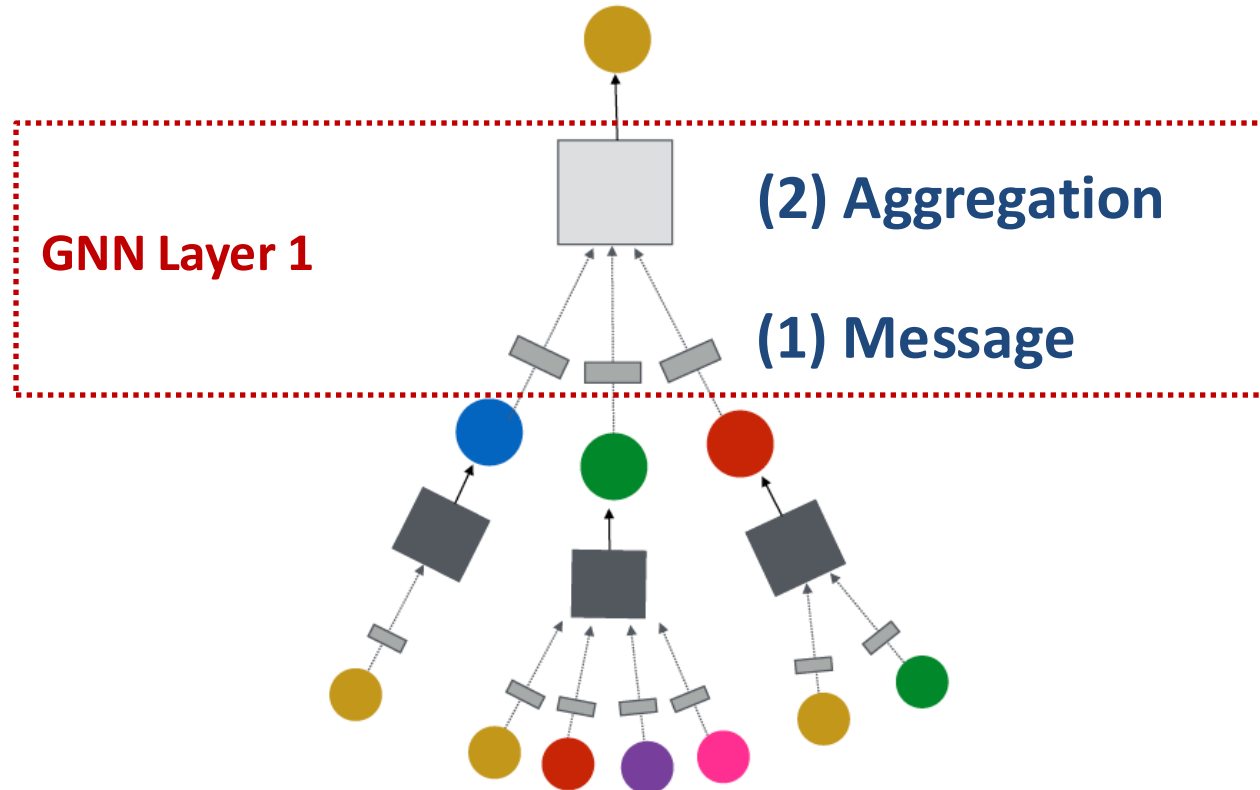 (2) Aggregation
GNN Layer 1
(1) Message